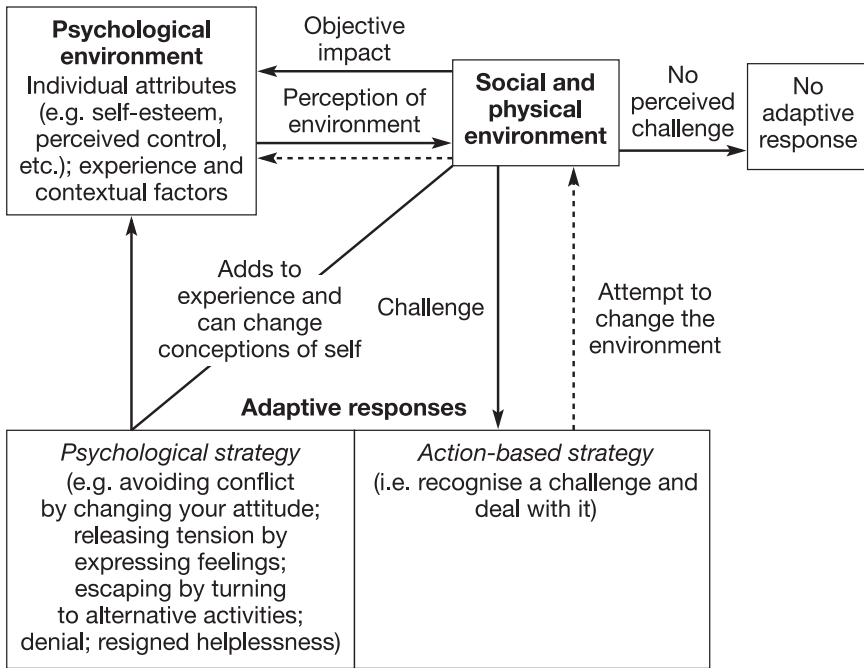 Psychological
environment
Individual attributes
(e.g. self-esteem,
perceived control,
etc.); experience and
contextual factors
Objective
impact
Perception of
environment
Social and
physical
environment
No
perceived
challenge
No
adaptive
response
Adds to
experience and
can change
conceptions of self
Challenge
Attempt to
change the
environment
Adaptive responses
Psychological strategy
(e.g. avoiding conflict
by changing your attitude;
releasing tension by
expressing feelings;
escaping by turning
to alternative activities;
denial; resigned helplessness)
Action-based strategy
(i.e. recognise a challenge and
deal with it)